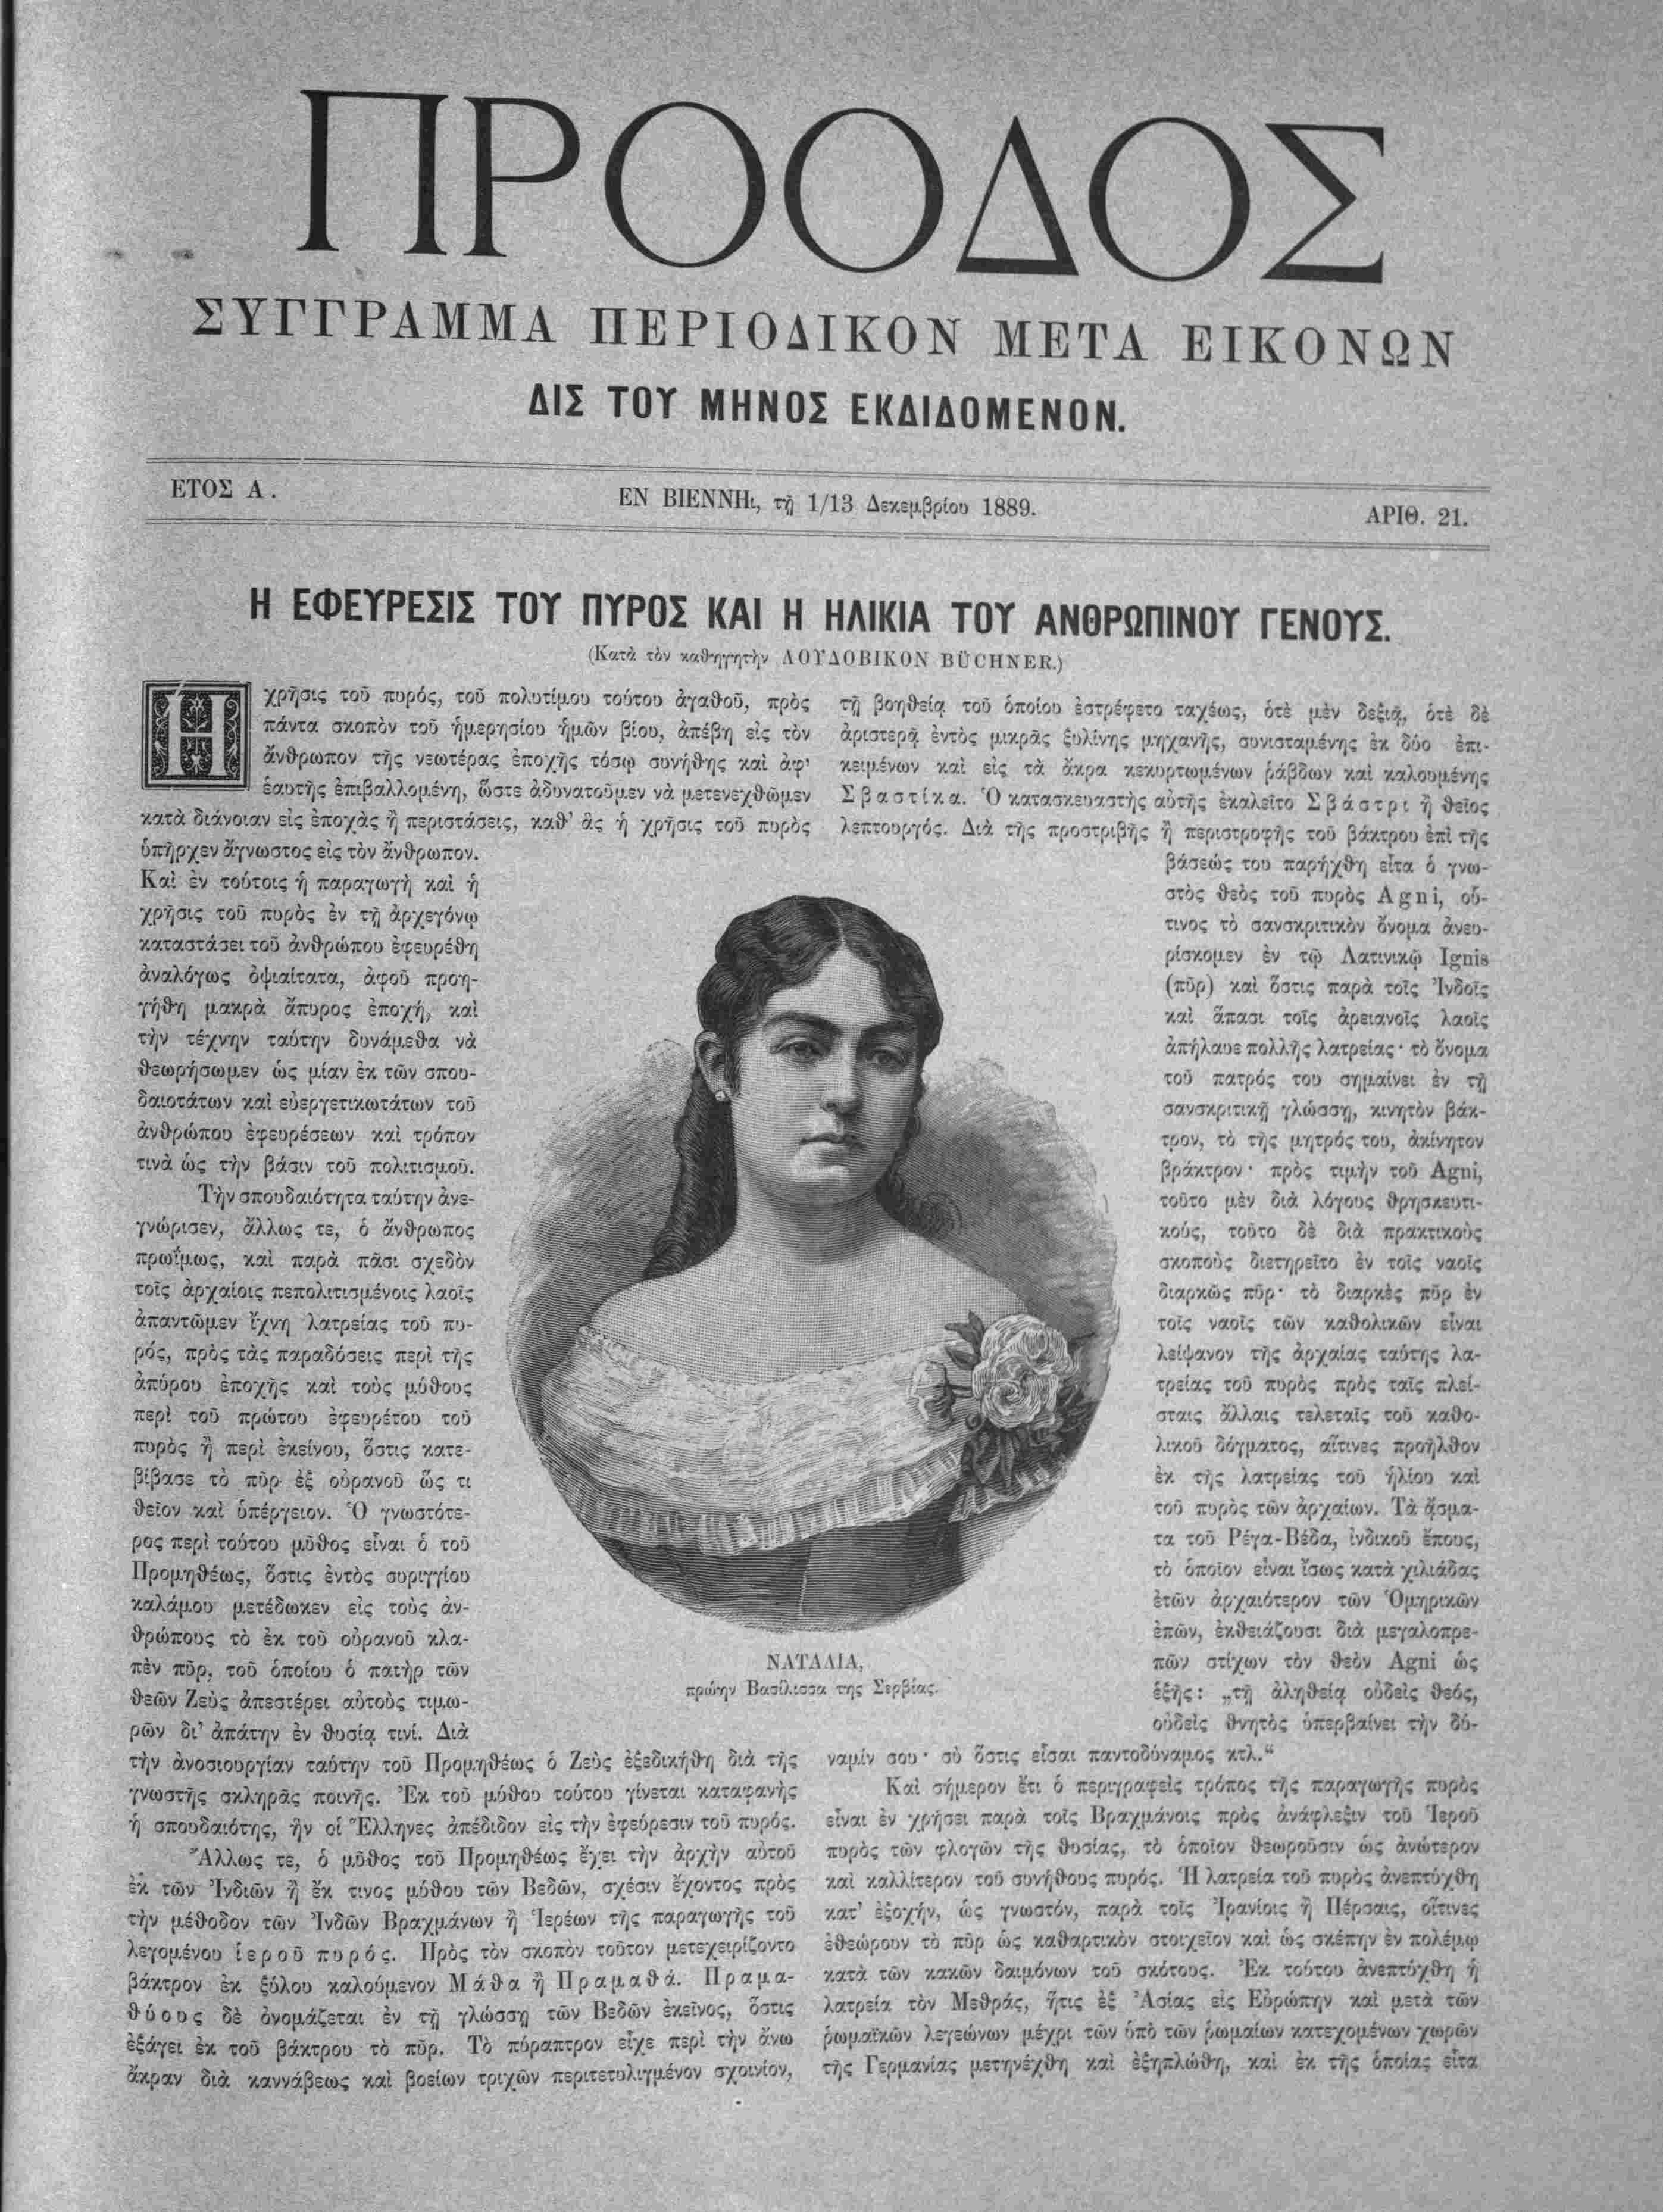 ΠΡΟΟΔΟΣ
ΣΥΓΓΡΑΜΜΑ ΠΕΡΙΟΔΙΚΟΝ ΜΕΤΑ ΕΙΚΟΝΩΝ
ΔΙΣ ΤΟΥ ΜΗΝΟΣ ΕΚΔΙΔΟΜΕΝΟΝ.
ΕΤΟΣ Α.
ΕΝ ΒΙΕΝΝΗι, τῇ 1/13 Δεκεμβρίου 1889.
ΑΡΙΘ. 21.
Η ΕΦΕΥΡΕΣΙΣ ΤΟΥ ΠΥΡΟΣ ΚΑΙ Η ΗΛΙΚΙΑ ΤΟΥ ΑΝΘΡΩΠΙΝΟΥ ΓΕΝΟΥΣ.
(Κατὰ τὸν καθηγητὴν ΛΟΥΔΟΒΙΚΟΝ BÜCHNER.)
Η χρῆσις τοῦ πυρός, τοῦ πολυτίμου τούτου ἀγαθοῦ, πρὸς
πάντα σκοπὸν τοῦ ἡμερησίου ἡμῶν βίου, ἀπέβη εἰς τὸν
ἄνθρωπον τῆς νεωτέρας ἐποχῆς τόσῳ συνήθης καὶ ἀφ'
ἑαυτῆς ἐπιβαλλομένη, ὥστε ἀδυνατοῦμεν νὰ μετενεχθῶμεν
κατὰ διάνοιαν εἰς ἐποχὰς ἢ περιστάσεις, καθ' ἃς ἡ χρῆσις τοῦ πυρὸς
ὑπῆρχεν ἄγνωστος εἰς τὸν ἄνθρωπον.
Καὶ ἐν τούτοις ἡ παραγωγὴ καὶ ἡ
χρῆσις τοῦ πυρὸς ἐν τῇ ἀρχεγόνῳ
καταστάσει τοῦ ἀνθρώπου ἐφευρέθη
ἀναλόγως ὀψιαίτατα, ἀφοῦ προη-
γήθη μακρὰ ἄπυρος ἐποχή, καὶ
τὴν τέχνην ταύτην δυνάμεθα νὰ
θεωρήσωμεν ὡς μίαν ἐκ τῶν σπου-
δαιοτάτων καὶ εὐεργετικωτάτων τοῦ
ἀνθρώπου ἐφευρέσεων καὶ τρόπον
τινὰ ὡς τὴν βάσιν τοῦ πολιτισμοῦ.
Τὴν σπουδαιότητα ταύτην ἀνε-
γνώρισεν, ἄλλως τε, ὁ ἄνθρωπος
πρωΐμως, καὶ παρὰ πᾶσι σχεδὸν
τοῖς ἀρχαίοις πεπολιτισμένοις λαοῖς
ἀπαντῶμεν ἴχνη λατρείας τοῦ πυ-
ρός, πρὸς τὰς παραδόσεις περὶ τῆς
ἀπύρου ἐποχῆς καὶ τοὺς μύθους
περὶ τοῦ πρώτου ἐφευρέτου τοῦ
πυρὸς ἢ περὶ ἐκείνου, ὅστις κατε-
βίβασε τὸ πῦρ ἐξ οὐρανοῦ ὥς τι
θεῖον καὶ ὑπέργειον. Ὁ γνωστότε-
ρος περὶ τούτου μῦθος εἶναι ὁ τοῦ
Προμηθέως, ὅστις ἐντὸς συριγγίου
καλάμου μετέδωκεν εἰς τοὺς ἀν-
θρώπους τὸ ἐκ τοῦ οὐρανοῦ κλα-
πὲν πῦρ, τοῦ ὁποίου ὁ πατὴρ τῶν
θεῶν Ζεὺς ἀπεστέρει αὐτοὺς τιμω-
ρῶν δι' ἀπάτην ἐν θυσίᾳ τινί. Διὰ
τὴν ἀνοσιουργίαν ταύτην τοῦ Προμηθέως ὁ Ζεὺς ἐξεδικήθη διὰ τῆς
γνωστῆς σκληρᾶς ποινῆς. Ἐκ τοῦ μύθου τούτου γίνεται καταφανὴς
ἡ σπουδαιότης, ἣν οἱ Ἕλληνες ἀπέδιδον εἰς τὴν ἐφεύρεσιν τοῦ πυρός.
Ἄλλως τε, ὁ μῦθος τοῦ Προμηθέως ἔχει τὴν ἀρχὴν αὐτοῦ
ἐκ τῶν Ἰνδιῶν ἢ ἔκ τινος μύθου τῶν Βεδῶν, σχέσιν ἔχοντος πρὸς
τὴν μέθοδον τῶν Ἰνδῶν Βραχμάνων ἢ Ἱερέων τῆς παραγωγῆς τοῦ
λεγομένου ἱεροῦ πυρός. Πρὸς τὸν σκοπὸν τοῦτον μετεχειρίζοντο
βάκτρον ἐκ ξύλου καλούμενον Μάθα ἢ Πραμαθά. Πραμα-
θύους δὲ ὀνομάζεται ἐν τῇ γλώσσῃ τῶν Βεδῶν ἐκεῖνος, ὅστις
ἐξάγει ἐκ τοῦ βάκτρου τὸ πῦρ. Τὸ πύραπτρον εἶχε περὶ τὴν ἄνω
ἄκραν διὰ καννάβεως καὶ βοείων τριχῶν περιτετυλιγμένον σχοινίον,
τῇ βοηθείᾳ τοῦ ὁποίου ἐστρέφετο ταχέως, ὁτὲ μὲν δεξιᾷ, ὁτὲ δὲ
ἀριστερᾷ ἐντὸς μικρᾶς ξυλίνης μηχανῆς, συνισταμένης ἐκ δύο ἐπι-
κειμένων καὶ εἰς τὰ ἄκρα κεκυρτωμένων ῥάβδων καὶ καλουμένης
Σβαστίκα. Ὁ κατασκευαστὴς αὐτῆς ἐκαλεῖτο Σβάστρι ἢ θεῖος
λεπτουργός. Διὰ τῆς προστριβῆς ἢ περιστροφῆς τοῦ βάκτρου ἐπὶ τῆς
βάσεώς του παρήχθη εἶτα ὁ γνω-
στὸς θεὸς τοῦ πυρὸς Agni, οὗ-
τινος τὸ σανσκριτικὸν ὄνομα ἀνευ-
ρίσκομεν ἐν τῷ Λατινικῷ Ignis
(πῦρ) καὶ ὅστις παρὰ τοῖς Ἰνδοῖς
καὶ ἅπασι τοῖς ἀρειανοῖς λαοῖς
ἀπήλαυε πολλῆς λατρείας· τὸ ὄνομα
τοῦ πατρός του σημαίνει ἐν τῇ
σανσκριτικῇ γλώσσῃ, κινητὸν βάκ-
τρον, τὸ τῆς μητρός του, ἀκίνητον
βράκτρον· πρὸς τιμὴν τοῦ Agni,
τοῦτο μὲν διὰ λόγους θρησκευτι-
κούς, τοῦτο δὲ διὰ πρακτικοὺς
σκοποὺς διετηρεῖτο ἐν τοῖς ναοῖς
διαρκῶς πῦρ· τὸ διαρκὲς πῦρ ἐν
τοῖς ναοῖς τῶν καθολικῶν εἶναι
λείψανον τῆς ἀρχαίας ταύτης λα-
τρείας τοῦ πυρὸς πρὸς ταῖς πλεί-
σταις ἄλλαις τελεταῖς τοῦ καθο-
λικοῦ δόγματος, αἵτινες προῆλθον
ἐκ τῆς λατρείας τοῦ ἡλίου καὶ
τοῦ πυρὸς τῶν ἀρχαίων. Τὰ ᾄσμα-
τα τοῦ Ρέγα-Βέδα, ἰνδικοῦ ἔπους,
τὸ ὁποῖον εἶναι ἴσως κατὰ χιλιάδας
ἐτῶν ἀρχαιότερον τῶν Ὁμηρικῶν
ἐπῶν, ἐκθειάζουσι διὰ μεγαλοπρε-
πῶν στίχων τὸν θεὸν Agni ὡς
ἑξῆς: „τῇ ἀληθείᾳ οὐδεὶς θεός,
οὐδεὶς θνητὸς ὑπερβαίνει τὴν δύ-
ναμίν σου· σὺ ὅστις εἶσαι παντοδύναμος κτλ.“
Καὶ σήμερον ἔτι ὁ περιγραφεὶς τρόπος τῆς παραγωγῆς πυρὸς
εἶναι ἐν χρήσει παρὰ τοῖς Βραχμάνοις πρὸς ἀνάφλεξιν τοῦ Ἱεροῦ
πυρὸς τῶν φλογῶν τῆς θυσίας, τὸ ὁποῖον θεωροῦσιν ὡς ἀνώτερον
καὶ καλλίτερον τοῦ συνήθους πυρός. Ἡ λατρεία τοῦ πυρὸς ἀνεπτύχθη
κατ' ἐξοχήν, ὡς γνωστόν, παρὰ τοῖς Ἰρανίοις ἢ Πέρσαις, οἵτινες
ἐθεώρουν τὸ πῦρ ὡς καθαρτικὸν στοιχεῖον καὶ ὡς σκέπην ἐν πολέμῳ
κατὰ τῶν κακῶν δαιμόνων τοῦ σκότους. Ἐκ τούτου ἀνεπτύχθη ἡ
λατρεία τὸν Μεθράς, ἥτις ἐξ Ἀσίας εἰς Εὐρώπην καὶ μετὰ τῶν
ῥωμαϊκῶν λεγεώνων μέχρι τῶν ὑπὸ τῶν ῥωμαίων κατεχομένων χωρῶν
τῆς Γερμανίας μετηνέχθη καὶ ἐξηπλώθη, καὶ ἐκ τῆς ὁποίας εἶτα
ΝΑΤΑΛΙΑ,
πρώην Βασίλισσα της Σερβίας.